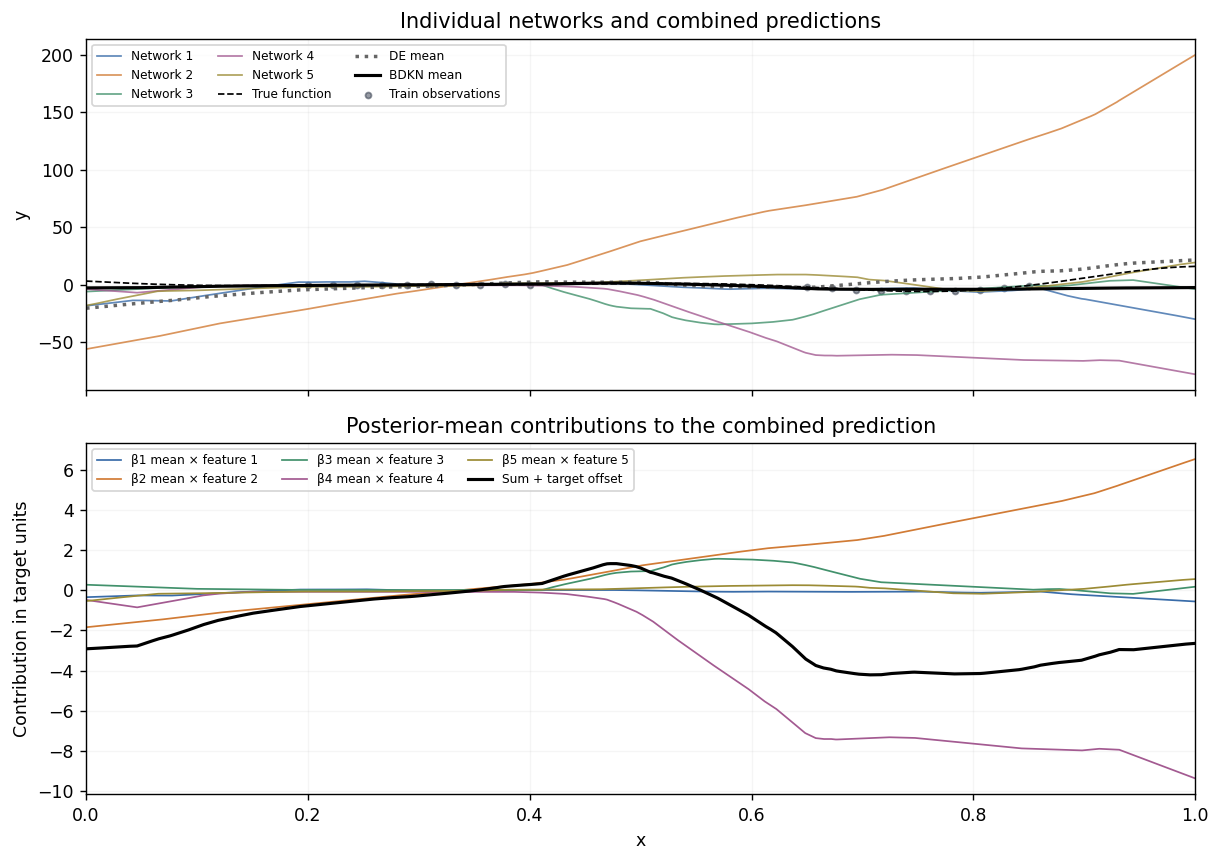 Individual networks and combined predictions
Network 1 Network 4 DE mean
Network 2 Network 5 BDKN mean
Network 3 True function Train observations
200
150
100
50
0
−50
y
Posterior-mean contributions to the combined prediction
β1 mean × feature 1 β3 mean × feature 3 β5 mean × feature 5
β2 mean × feature 2 β4 mean × feature 4 Sum + target offset
6
4
2
0
−2
−4
−6
−8
−10
Contribution in target units
0.0 0.2 0.4 0.6 0.8 1.0
x